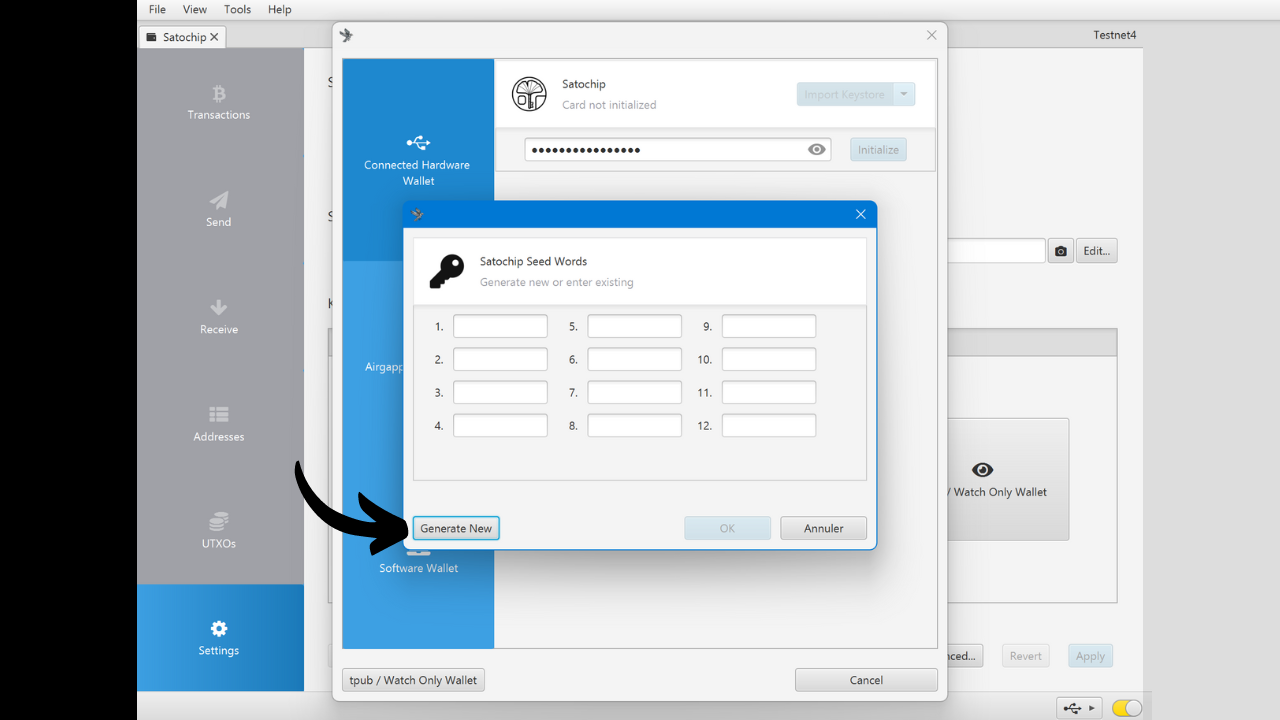 File View Tools Help
Satochip
Testnet4
Transactions
Send
Receive
Addresses
UTXOs
Settings
Connected Hardware
Wallet
Satochip
Card not initialized
Import Keystore
••••••••••••••••
Initialize
Edit...
Satochip Seed Words
Generate new or enter existing
1. 5. 9.
2. 6. 10.
3. 7. 11.
4. 8. 12.
Generate New
OK
Annuler
Software Wallet
/ Watch Only Wallet
Revert
Apply
tpub / Watch Only Wallet
Cancel